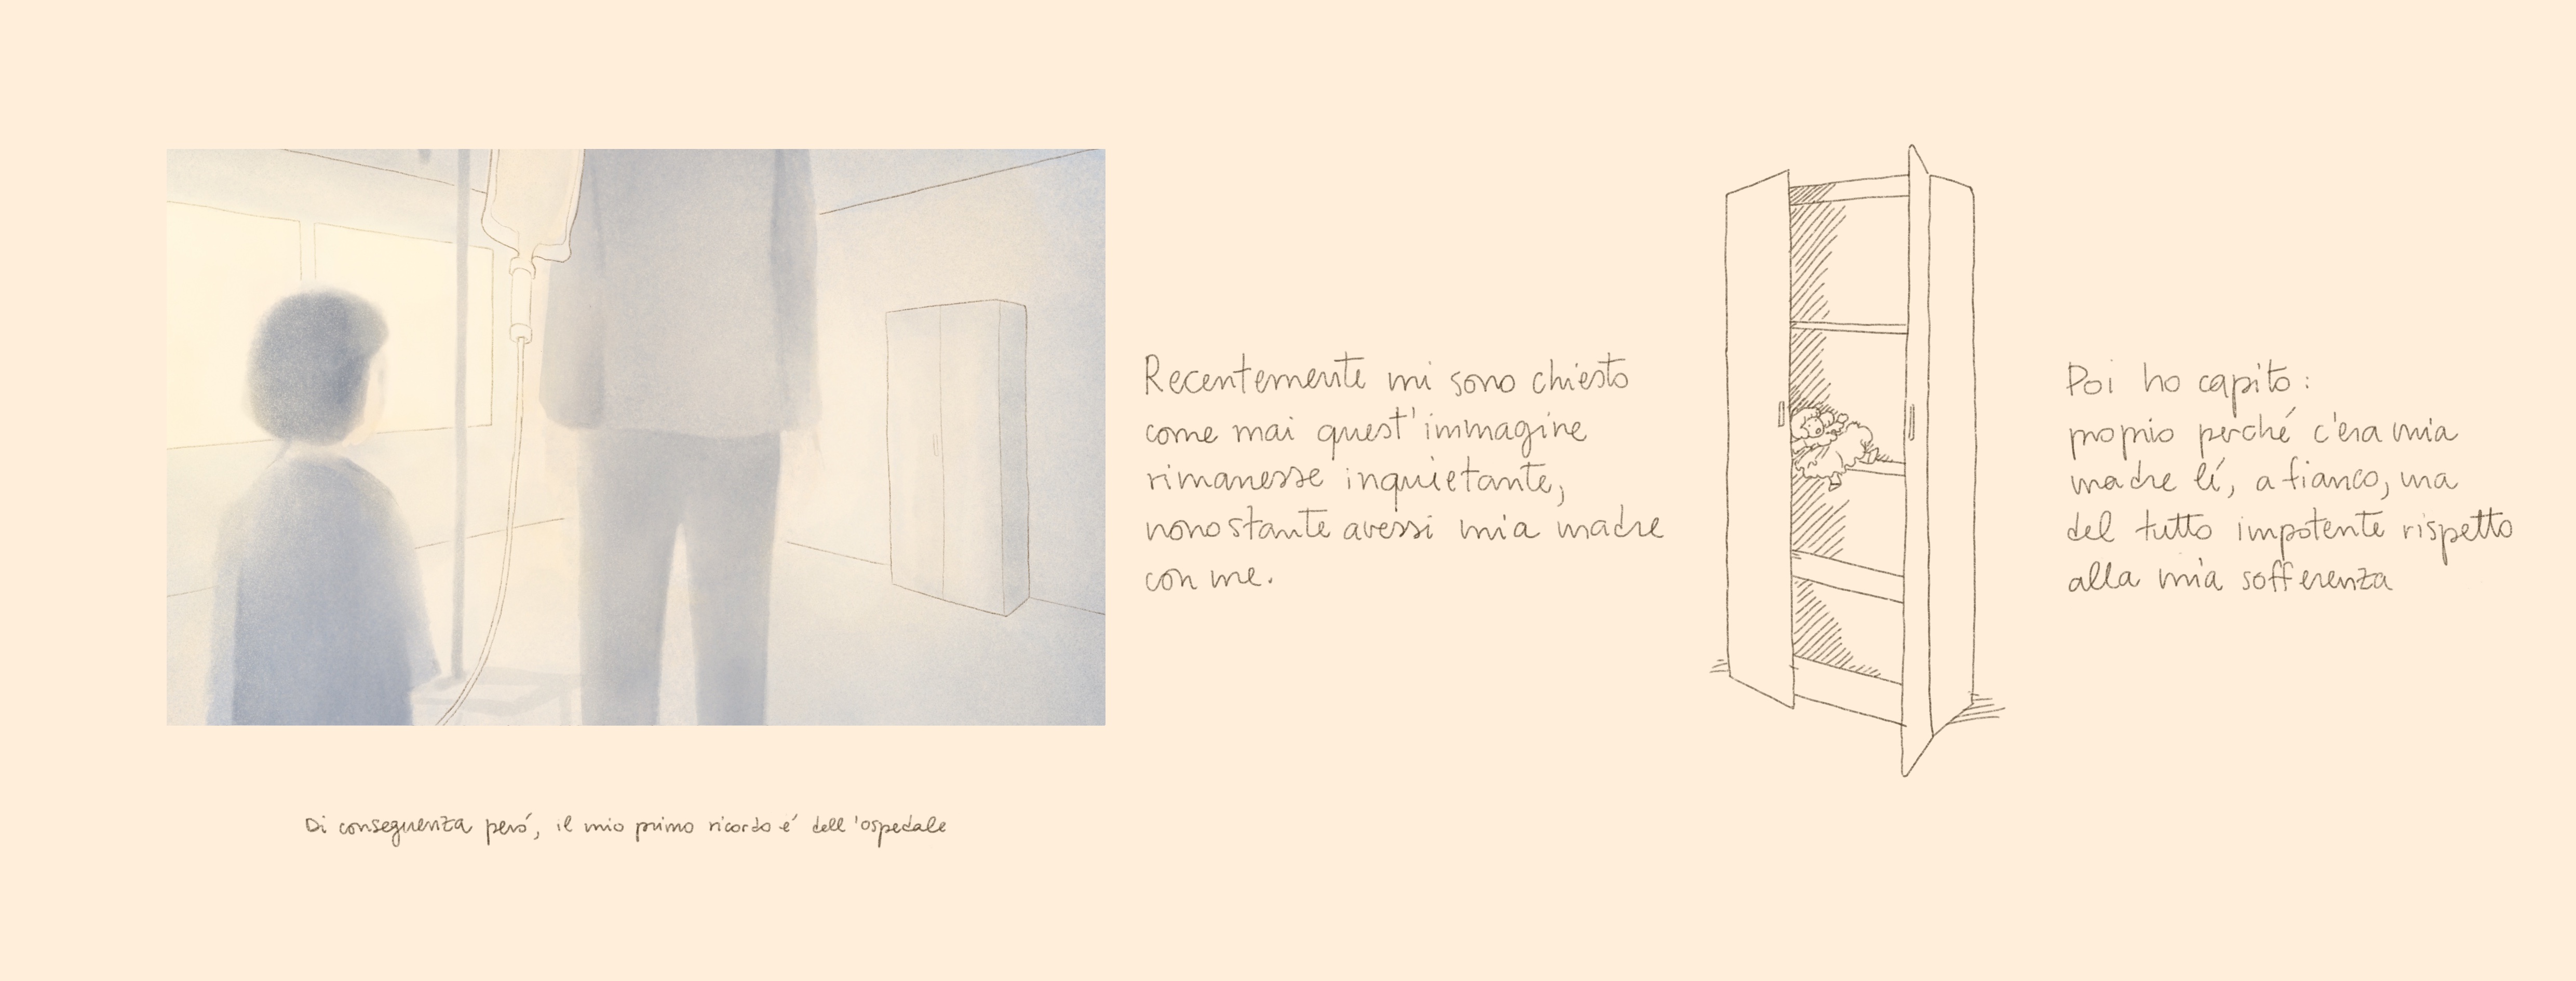 Di conseguenza peró, il mio primo ricordo é dell'ospedale
Recentemente mi sono chiesto
come mai quest'immagine
rimanesse inquietante,
nonostante avessi mia madre
con me.
Poi ho capito:
proprio perché c'era mia
madre lí, a fianco, ma
del tutto impotente rispetto
alla mia sofferenza